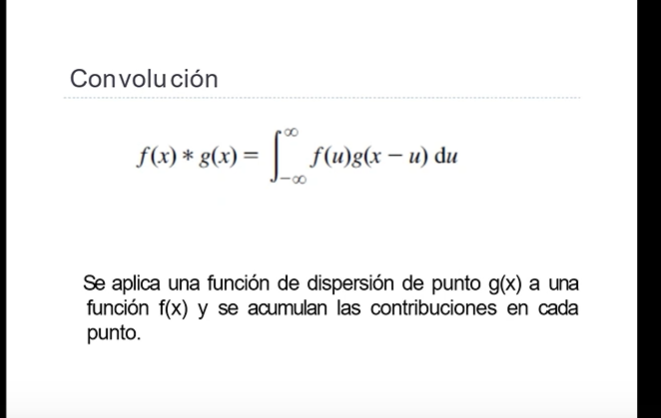 Convolución
f(x) * g(x) = ∫_{-∞}^{∞} f(u)g(x − u) du
Se aplica una función de dispersión de punto g(x) a una
función f(x) y se acumulan las contribuciones en cada
punto.